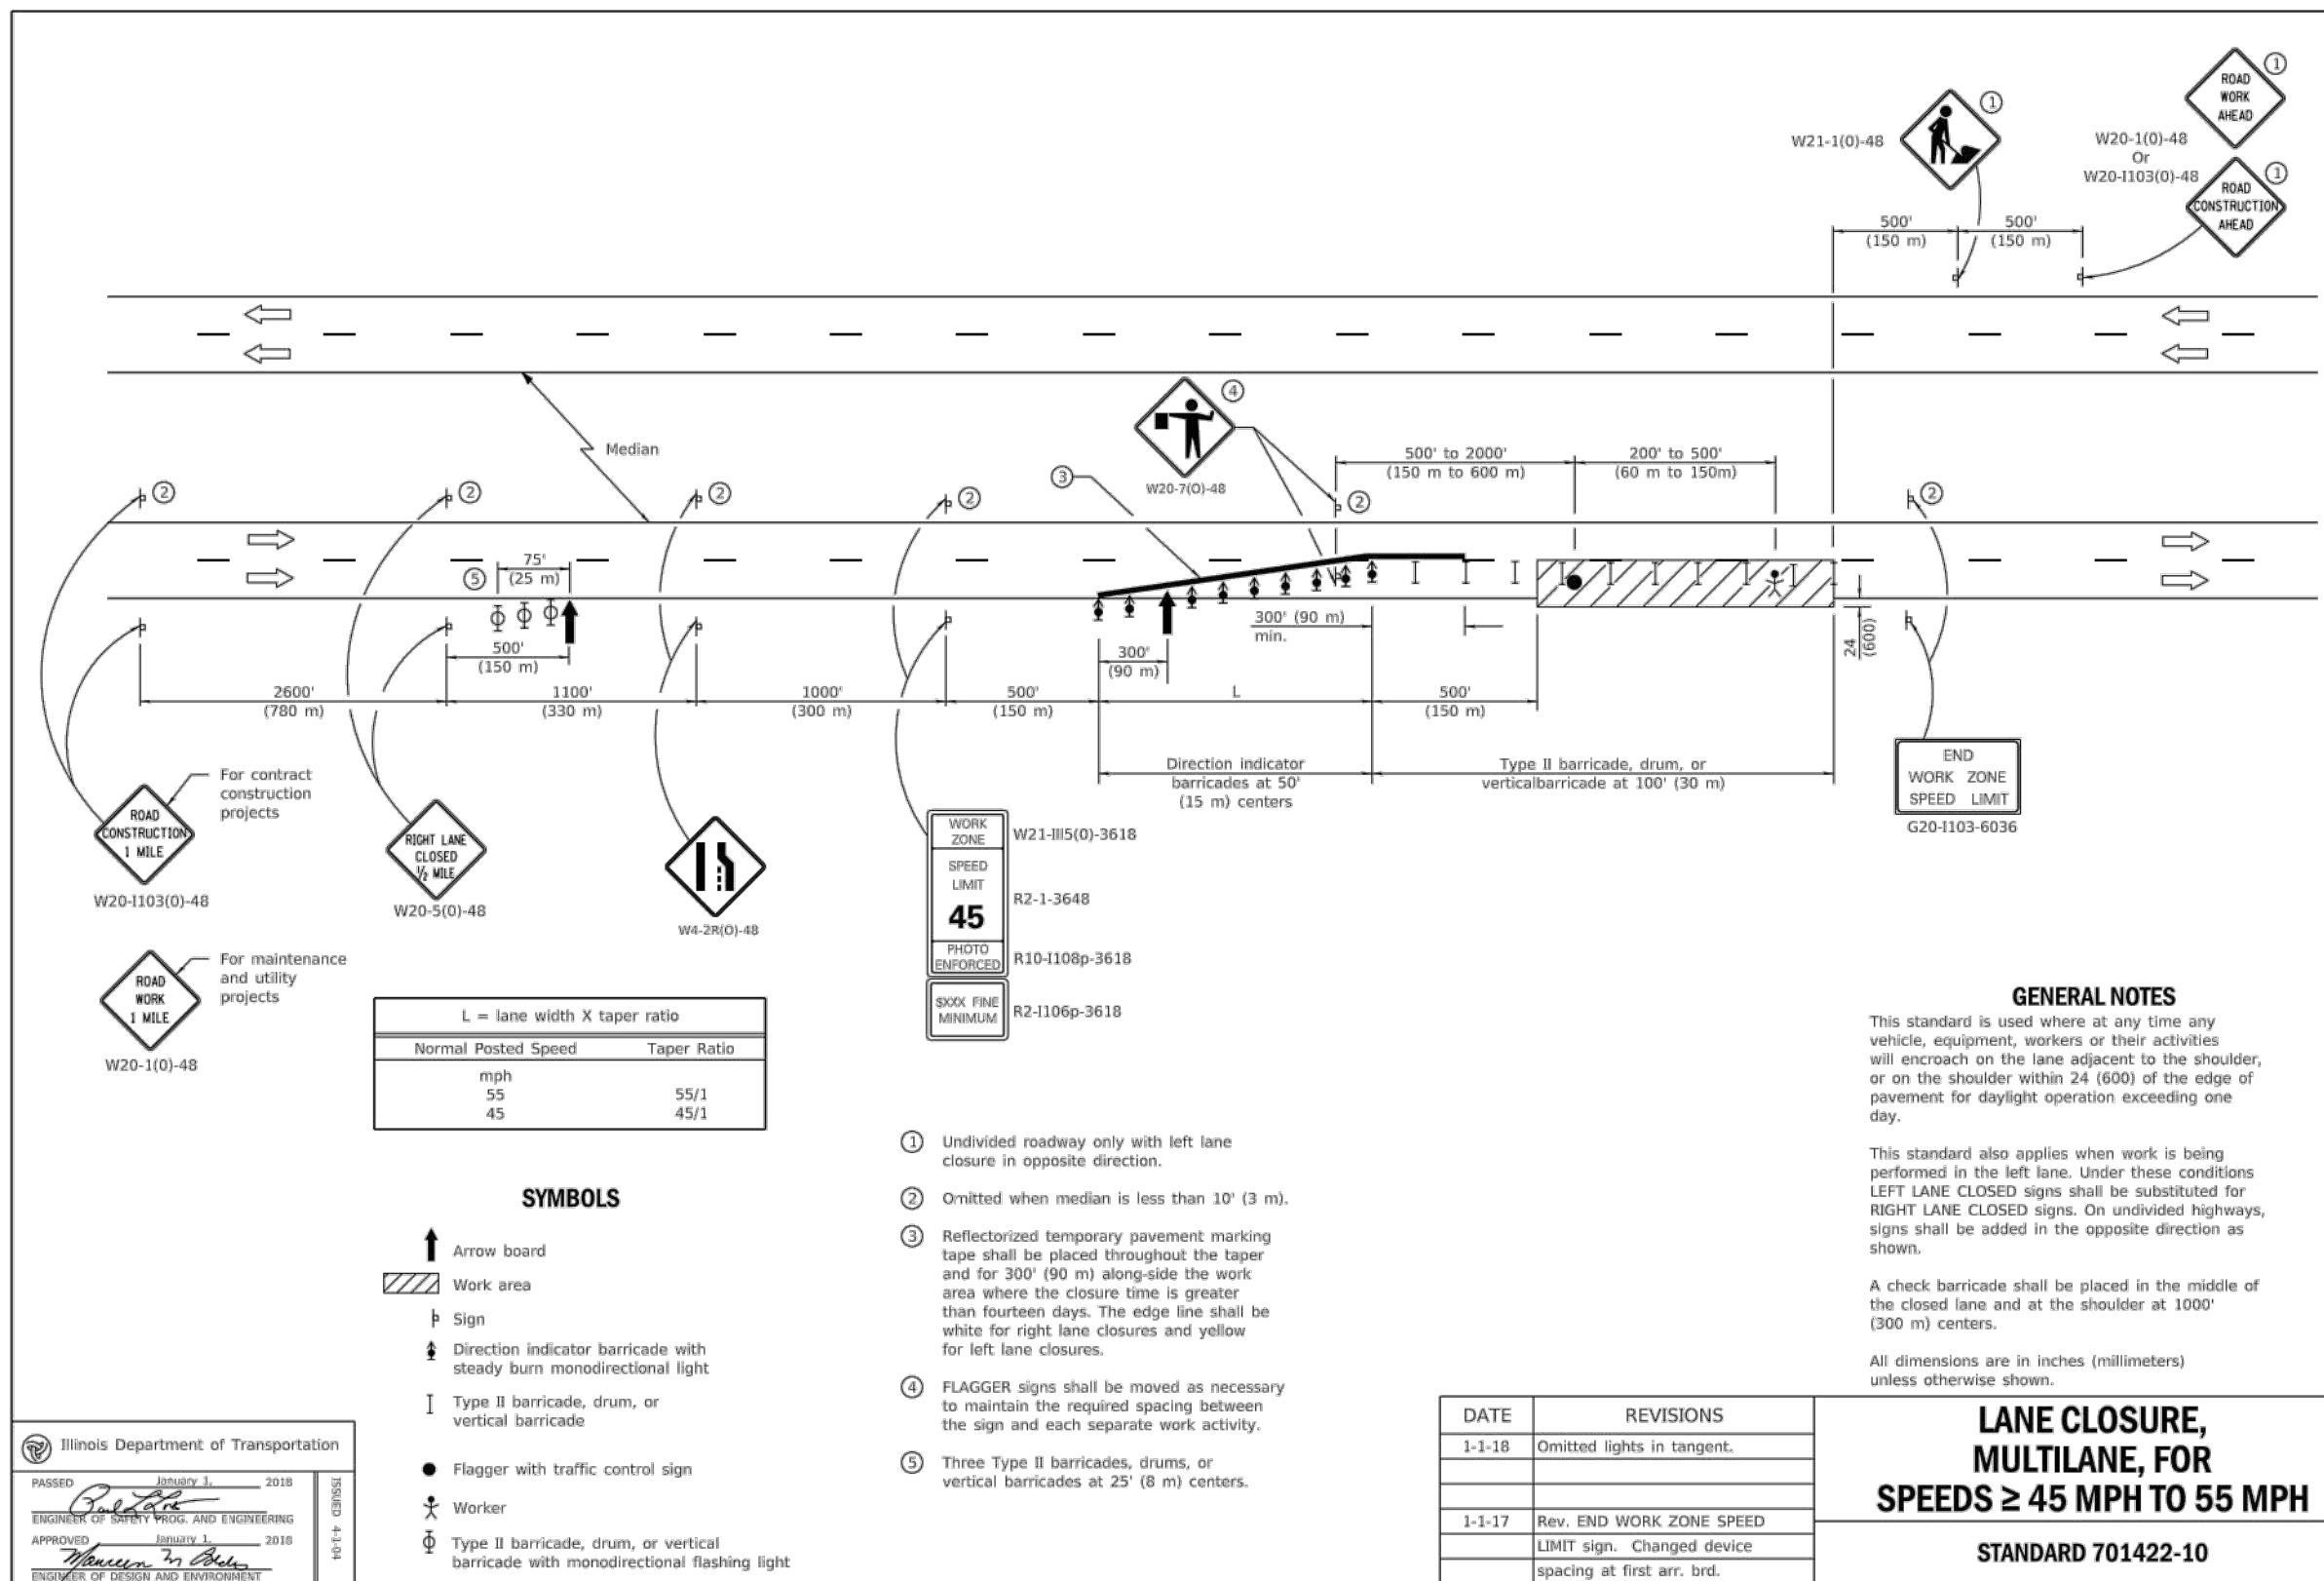 ROAD
WORK
AHEAD
1
W21-1(O)-48
1
W20-1(O)-48
Or
W20-I103(O)-48
ROAD
CONSTRUCTION
AHEAD
1
500'
(150 m)
500'
(150 m)
Median
4
W20-7(O)-48
3
500' to 2000'
(150 m to 600 m)
200' to 500'
(60 m to 150m)
2
2
2
2
2
2
5
75'
(25 m)
500'
(150 m)
300' (90 m)
min.
300'
(90 m)
24
(600)
2600'
(780 m)
1100'
(330 m)
1000'
(300 m)
500'
(150 m)
L
500'
(150 m)
Direction indicator
barricades at 50'
(15 m) centers
Type II barricade, drum, or
verticalbarricade at 100' (30 m)
END
WORK ZONE
SPEED LIMIT
G20-I103-6036
For contract
construction
projects
ROAD
CONSTRUCTION
1 MILE
W20-I103(O)-48
RIGHT LANE
CLOSED
½ MILE
W20-5(O)-48
W4-2R(O)-48
WORK
ZONE
W21-III5(O)-3618
SPEED
LIMIT
45
R2-1-3648
PHOTO
ENFORCED
R10-I108p-3618
$XXX FINE
MINIMUM
R2-I106p-3618
For maintenance
and utility
projects
ROAD
WORK
1 MILE
W20-1(O)-48
L = lane width X taper ratio
Normal Posted Speed Taper Ratio
mph
55 55/1
45 45/1
SYMBOLS
Arrow board
Work area
Sign
Direction indicator barricade with
steady burn monodirectional light
Type II barricade, drum, or
vertical barricade
Flagger with traffic control sign
Worker
Type II barricade, drum, or vertical
barricade with monodirectional flashing light
1 Undivided roadway only with left lane
closure in opposite direction.
2 Omitted when median is less than 10' (3 m).
3 Reflectorized temporary pavement marking
tape shall be placed throughout the taper
and for 300' (90 m) along-side the work
area where the closure time is greater
than fourteen days. The edge line shall be
white for right lane closures and yellow
for left lane closures.
4 FLAGGER signs shall be moved as necessary
to maintain the required spacing between
the sign and each separate work activity.
5 Three Type II barricades, drums, or
vertical barricades at 25' (8 m) centers.
GENERAL NOTES
This standard is used where at any time any
vehicle, equipment, workers or their activities
will encroach on the lane adjacent to the shoulder,
or on the shoulder within 24 (600) of the edge of
pavement for daylight operation exceeding one
day.
This standard also applies when work is being
performed in the left lane. Under these conditions
LEFT LANE CLOSED signs shall be substituted for
RIGHT LANE CLOSED signs. On undivided highways,
signs shall be added in the opposite direction as
shown.
A check barricade shall be placed in the middle of
the closed lane and at the shoulder at 1000'
(300 m) centers.
All dimensions are in inches (millimeters)
unless otherwise shown.
Illinois Department of Transportation
PASSED January 1, 2018
ENGINEER OF SAFETY PROG. AND ENGINEERING
APPROVED January 1, 2018
ENGINEER OF DESIGN AND ENVIRONMENT
ISSUED 4-3-04
DATE REVISIONS
1-1-18 Omitted lights in tangent.
1-1-17 Rev. END WORK ZONE SPEED
LIMIT sign. Changed device
spacing at first arr. brd.
LANE CLOSURE,
MULTILANE, FOR
SPEEDS ≥ 45 MPH TO 55 MPH
STANDARD 701422-10